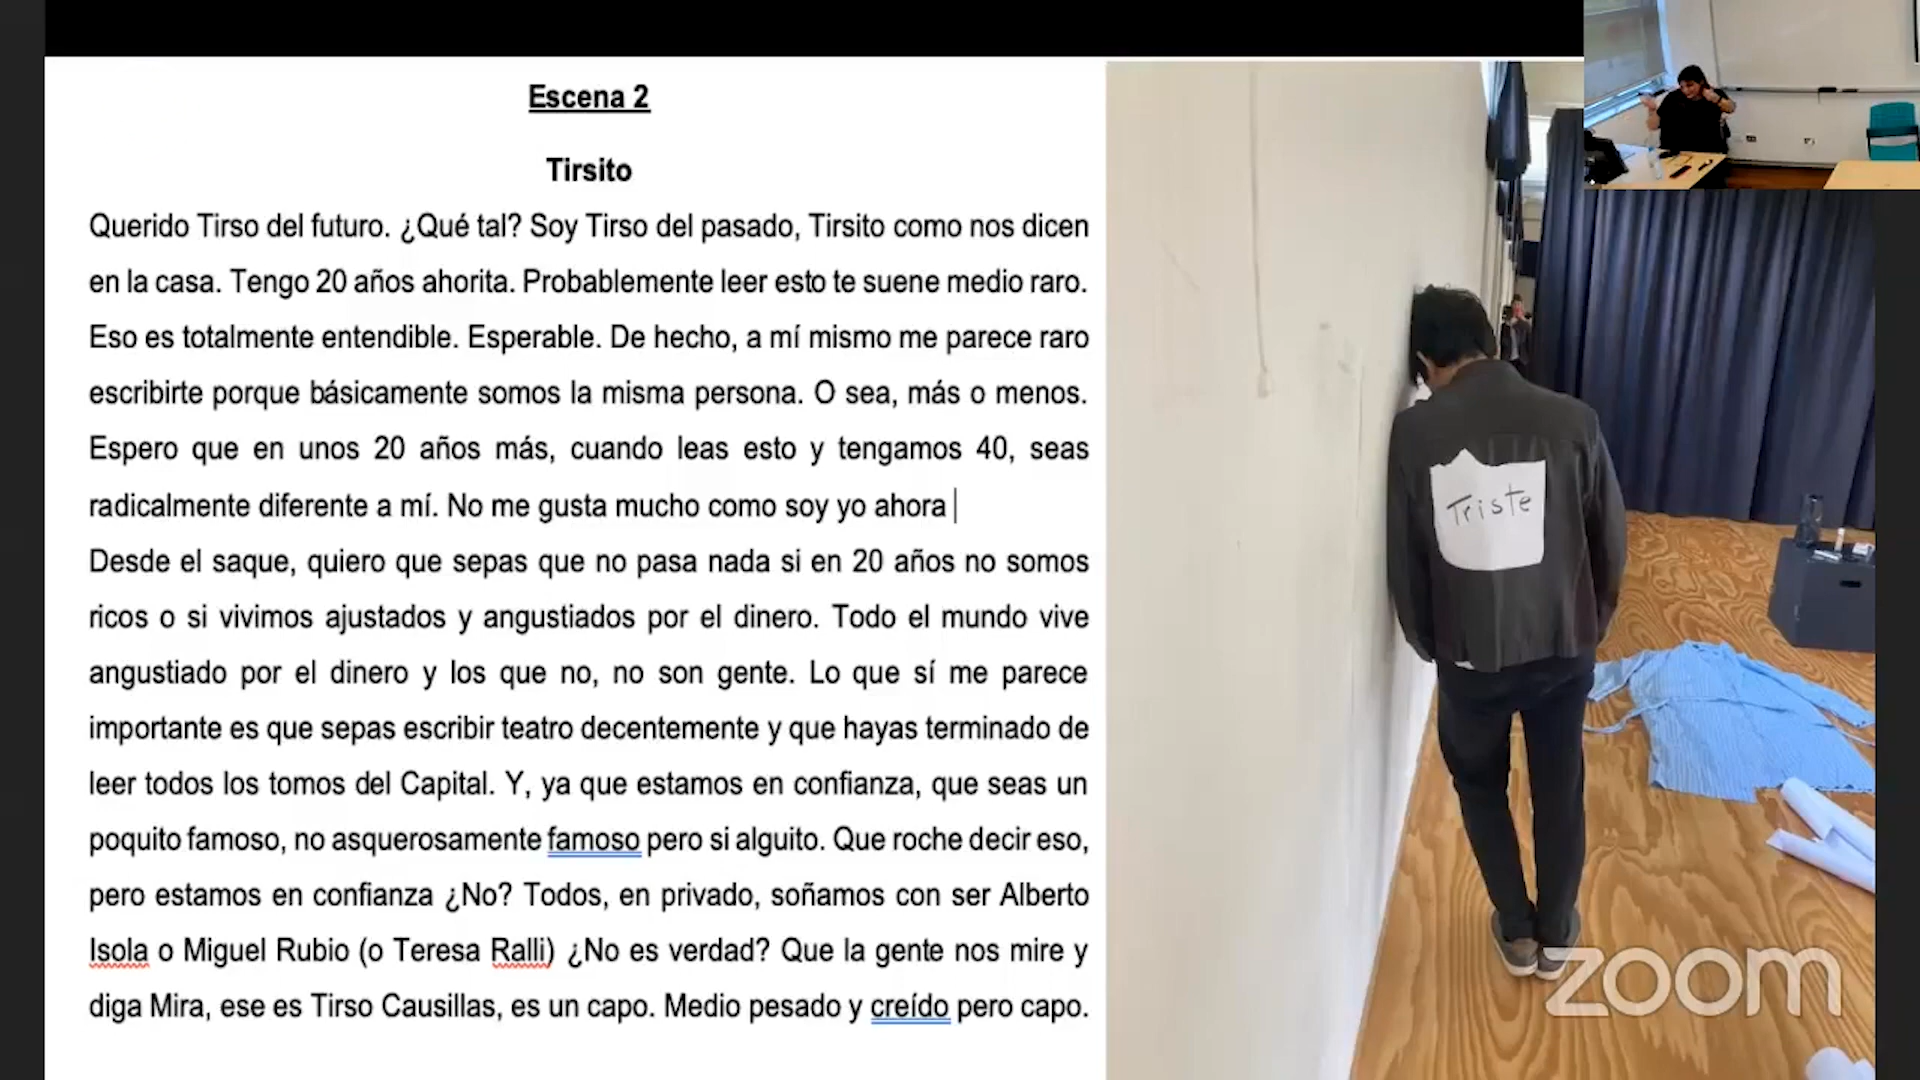 Escena 2
Tirsito
Querido Tirso del futuro. ¿Qué tal? Soy Tirso del pasado, Tirsito como nos dicen
en la casa. Tengo 20 años ahorita. Probablemente leer esto te suene medio raro.
Eso es totalmente entendible. Esperable. De hecho, a mí mismo me parece raro
escribirte porque básicamente somos la misma persona. O sea, más o menos.
Espero que en unos 20 años más, cuando leas esto y tengamos 40, seas
radicalmente diferente a mí. No me gusta mucho como soy yo ahora
Desde el saque, quiero que sepas que no pasa nada si en 20 años no somos
ricos o si vivimos ajustados y angustiados por el dinero. Todo el mundo vive
angustiado por el dinero y los que no, no son gente. Lo que sí me parece
importante es que sepas escribir teatro decentemente y que hayas terminado de
leer todos los tomos del Capital. Y, ya que estamos en confianza, que seas un
poquito famoso, no asquerosamente famoso pero si alguito. Que roche decir eso,
pero estamos en confianza ¿No? Todos, en privado, soñamos con ser Alberto
Isola o Miguel Rubio (o Teresa Ralli) ¿No es verdad? Que la gente nos mire y
diga Mira, ese es Tirso Causillas, es un capo. Medio pesado y creído pero capo.
Triste
zoom